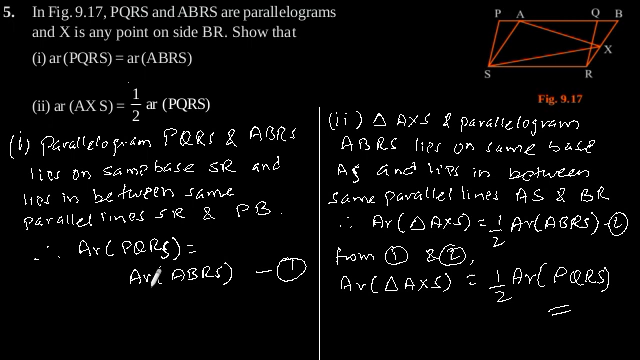 5. In Fig. 9.17, PQRS and ABRS are parallelograms
and X is any point on side BR. Show that
(i) ar (PQRS) = ar (ABRS)
(ii) ar (AX S) = 1/2 ar (PQRS)
P A Q B
X
S R
Fig. 9.17
(i) Parallelogram PQRS & ABRS
lies on same base SR and
lies in between same
parallel lines SR & PB.
∴ Ar(PQRS) =
Ar(ABRS) — ①
(ii) △ AXS & parallelogram
ABRS lies on same base
AS and lies in between
same parallel lines AS & BR
∴ Ar(△AXS) = 1/2 Ar(ABRS) - ②
from ① & ②,
Ar(△AXS) = 1/2 Ar(PQRS)